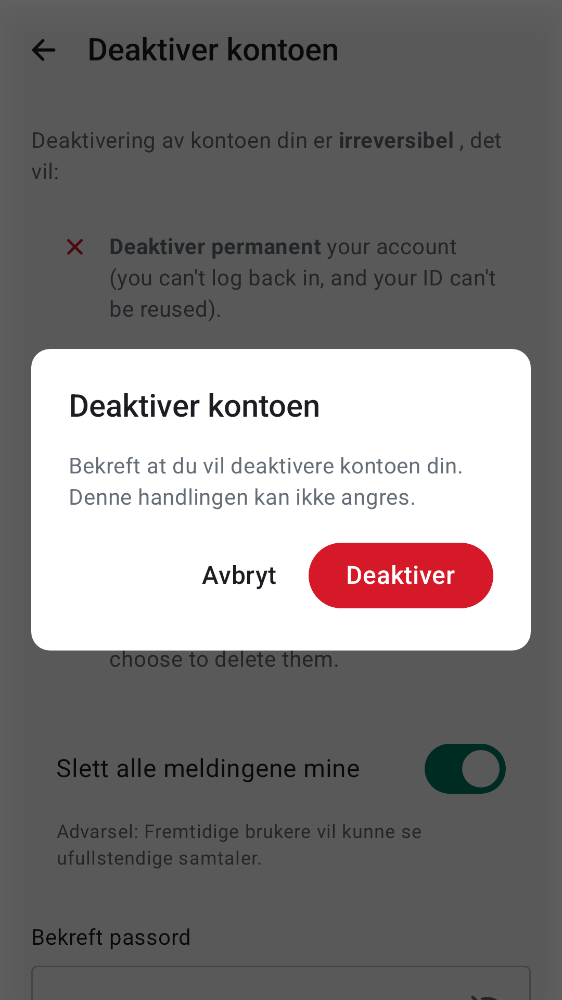 Deaktiver kontoen
Deaktivering av kontoen din er irreversibel , det
vil:
Deaktiver permanent your account
(you can't log back in, and your ID can't
be reused).
Deaktiver kontoen
Bekreft at du vil deaktivere kontoen din.
Denne handlingen kan ikke angres.
Avbryt
Deaktiver
choose to delete them.
Slett alle meldingene mine
Advarsel: Fremtidige brukere vil kunne se
ufullstendige samtaler.
Bekreft passord